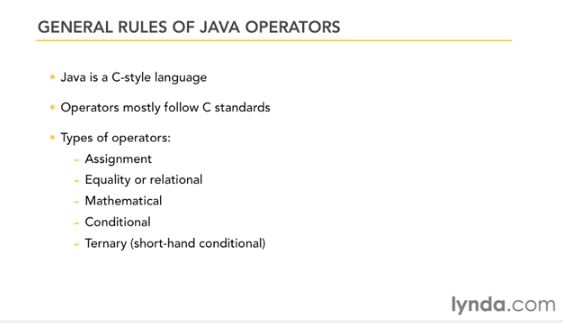 GENERAL RULES OF JAVA OPERATORS
• Java is a C-style language
• Operators mostly follow C standards
• Types of operators:
- Assignment
- Equality or relational
- Mathematical
- Conditional
- Ternary (short-hand conditional)
lynda.com